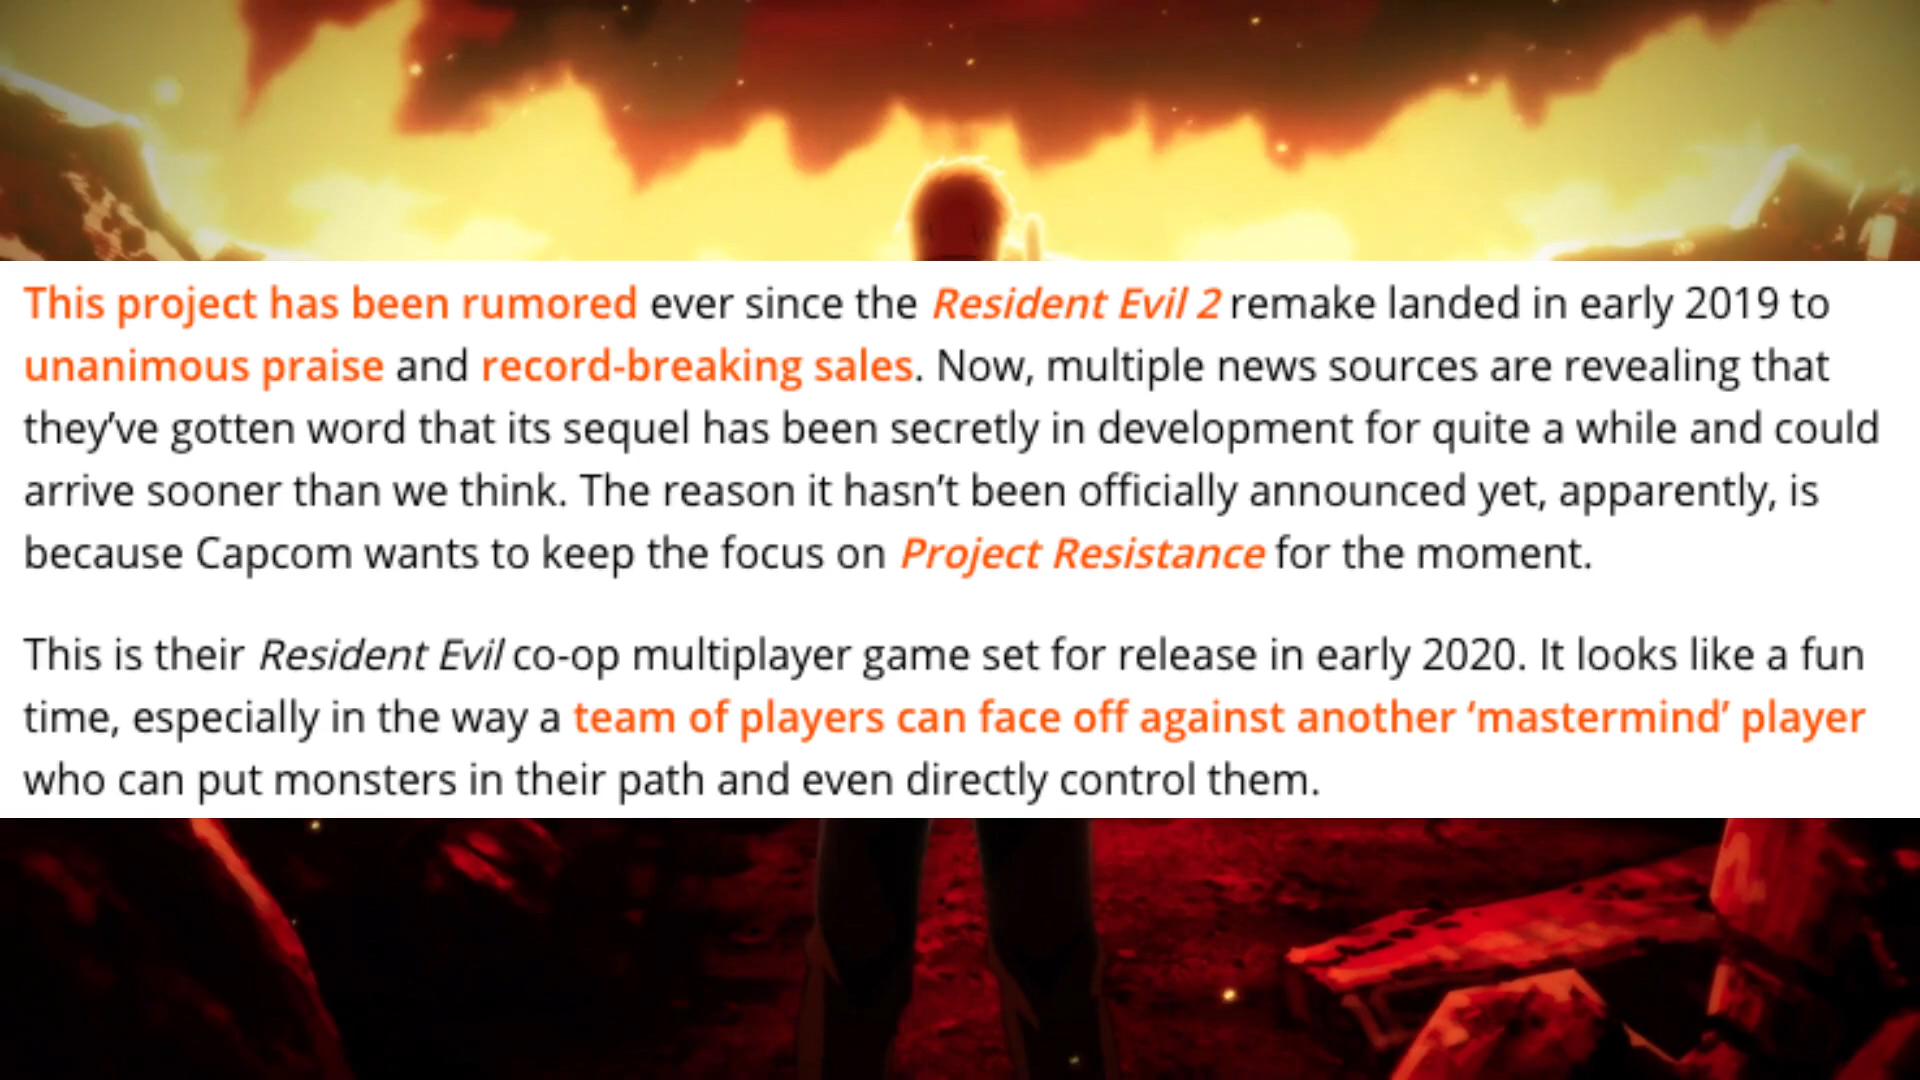 This project has been rumored ever since the Resident Evil 2 remake landed in early 2019 to
unanimous praise and record-breaking sales. Now, multiple news sources are revealing that
they’ve gotten word that its sequel has been secretly in development for quite a while and could
arrive sooner than we think. The reason it hasn’t been officially announced yet, apparently, is
because Capcom wants to keep the focus on Project Resistance for the moment.
This is their Resident Evil co-op multiplayer game set for release in early 2020. It looks like a fun
time, especially in the way a team of players can face off against another ‘mastermind’ player
who can put monsters in their path and even directly control them.